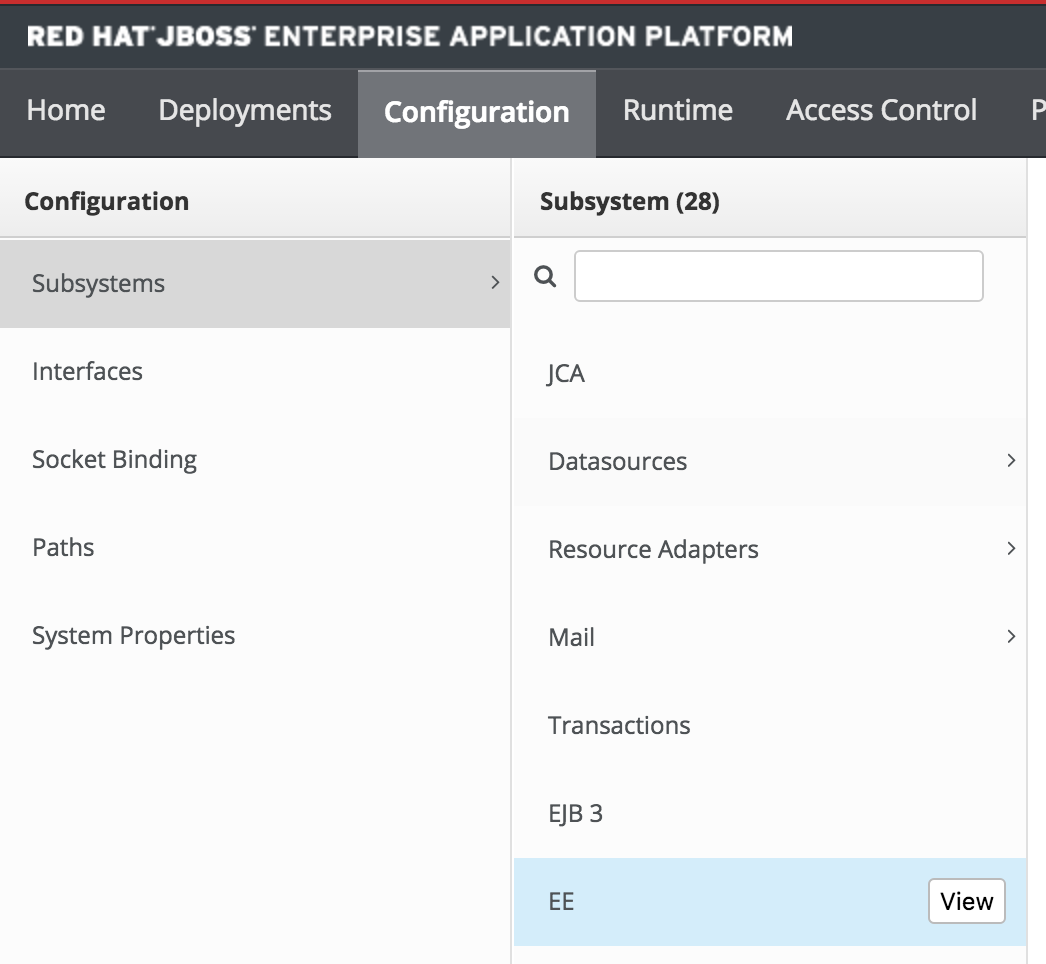 RED HAT JBOSS ENTERPRISE APPLICATION PLATFORM
Home Deployments Configuration Runtime Access Control P
Configuration
Subsystems
Interfaces
Socket Binding
Paths
System Properties
Subsystem (28)
JCA
Datasources
Resource Adapters
Mail
Transactions
EJB 3
EE View